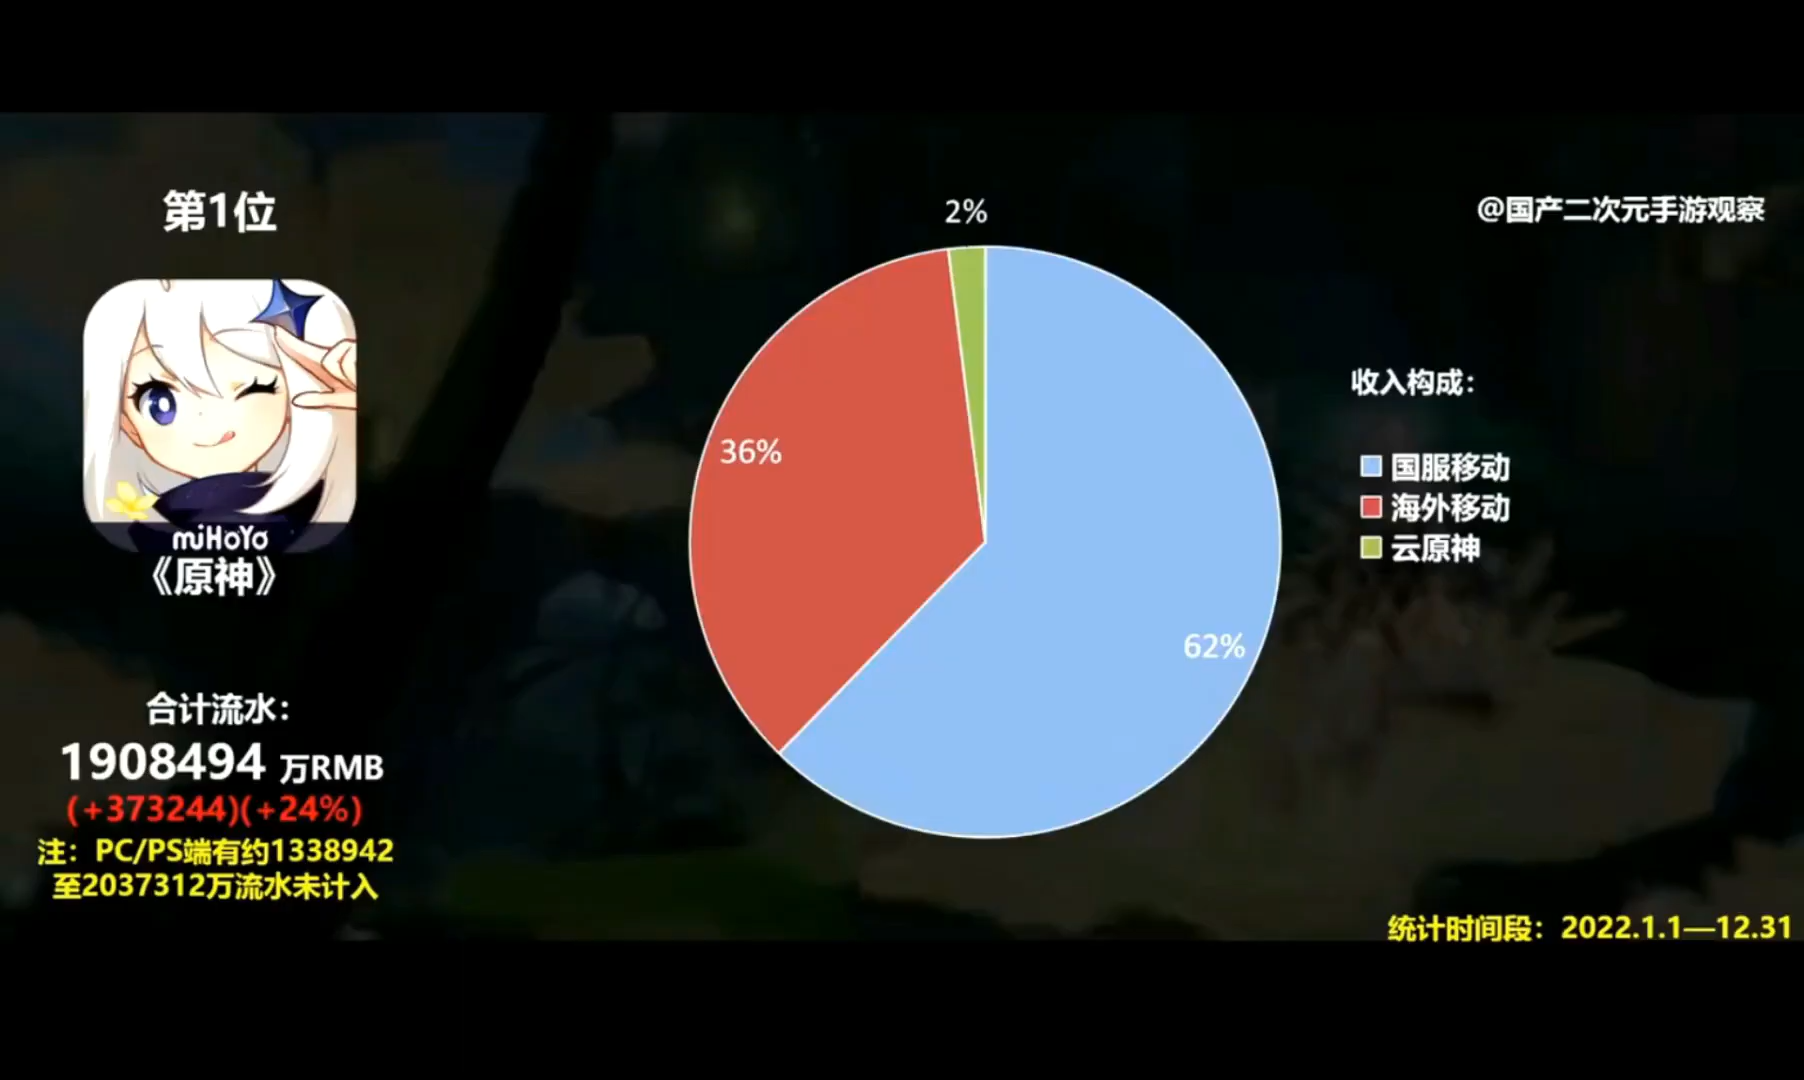 第1位
@国产二次元手游观察
2%
36%
62%
收入构成：
国服移动
海外移动
云原神
miHoYo
《原神》
合计流水：
1908494 万RMB
(+373244)(+24%)
注：PC/PS端有约1338942
至2037312万流水未计入
统计时间段：2022.1.1—12.31